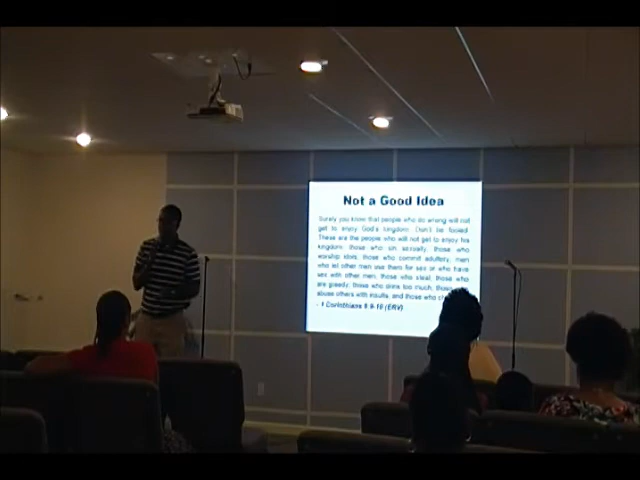 Not a Good Idea
Surely you know that people who do wrong will not
get to enjoy God's kingdom. Don't be fooled.
These are the people who will not get to enjoy his
kingdom: those who sin sexually, those who
worship idols, those who commit adultery, men
who let other men use them for sex or who have
sex with other men, those who steal, those who
are greedy, those who drink too much, those
abuse others with insults, and those who
- 1 Corinthians 6:9-10 (ERV)